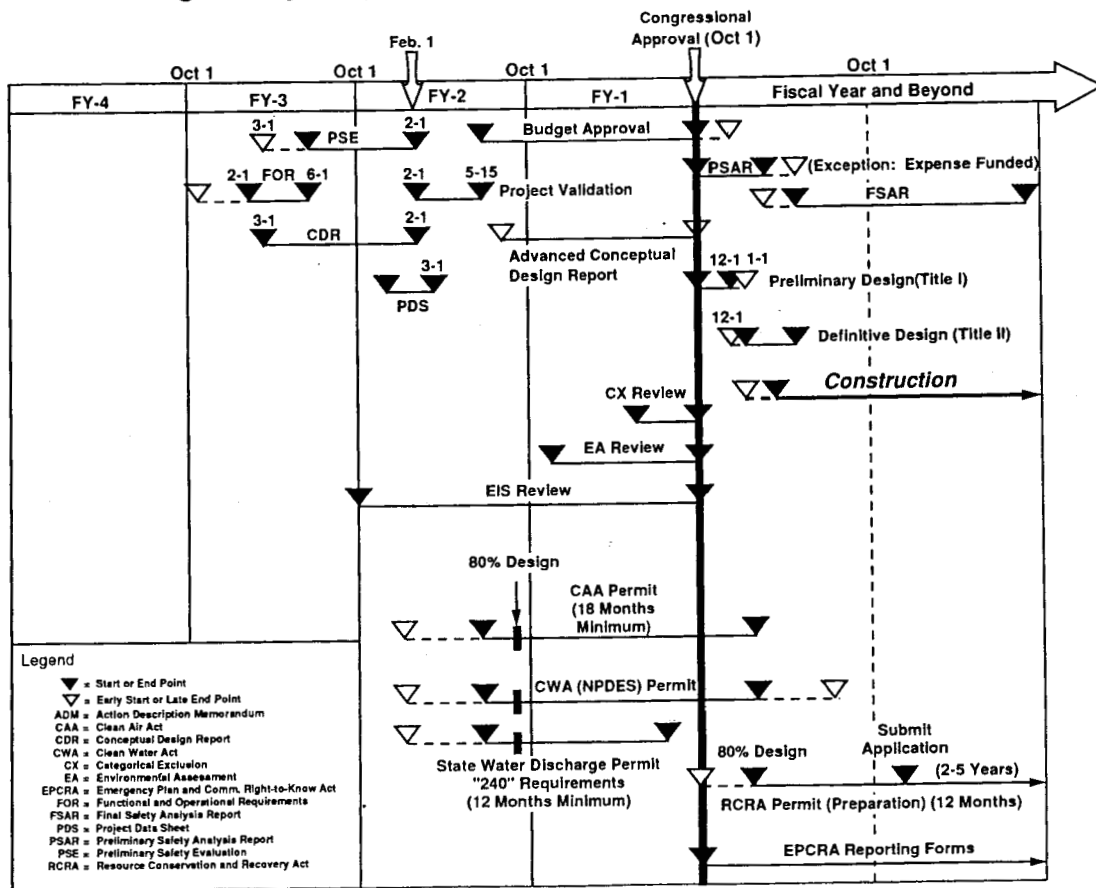 Congressional
Approval (Oct 1)
Feb. 1
Oct 1
Oct 1
Oct 1
Oct 1
FY-4
FY-3
FY-2
FY-1
Fiscal Year and Beyond
3-1
PSE
2-1
Budget Approval
PSAR
(Exception: Expense Funded)
2-1
FOR
6-1
2-1
5-15
Project Validation
FSAR
3-1
CDR
2-1
Advanced Conceptual
Design Report
12-1
1-1
Preliminary Design(Title I)
3-1
PDS
12-1
Definitive Design (Title II)
Construction
CX Review
EA Review
EIS Review
80% Design
CAA Permit
(18 Months
Minimum)
CWA (NPDES) Permit
State Water Discharge Permit
"240" Requirements
(12 Months Minimum)
80% Design
Submit
Application
(2-5 Years)
RCRA Permit (Preparation) (12 Months)
EPCRA Reporting Forms
Legend
= Start or End Point
= Early Start or Late End Point
ADM = Action Description Memorandum
CAA = Clean Air Act
CDR = Conceptual Design Report
CWA = Clean Water Act
CX = Categorical Exclusion
EA = Environmental Assessment
EPCRA = Emergency Plan and Comm. Right-to-Know Act
FOR = Functional and Operational Requirements
FSAR = Final Safety Analysis Report
PDS = Project Data Sheet
PSAR = Preliminary Safety Analysis Report
PSE = Preliminary Safety Evaluation
RCRA = Resource Conservation and Recovery Act